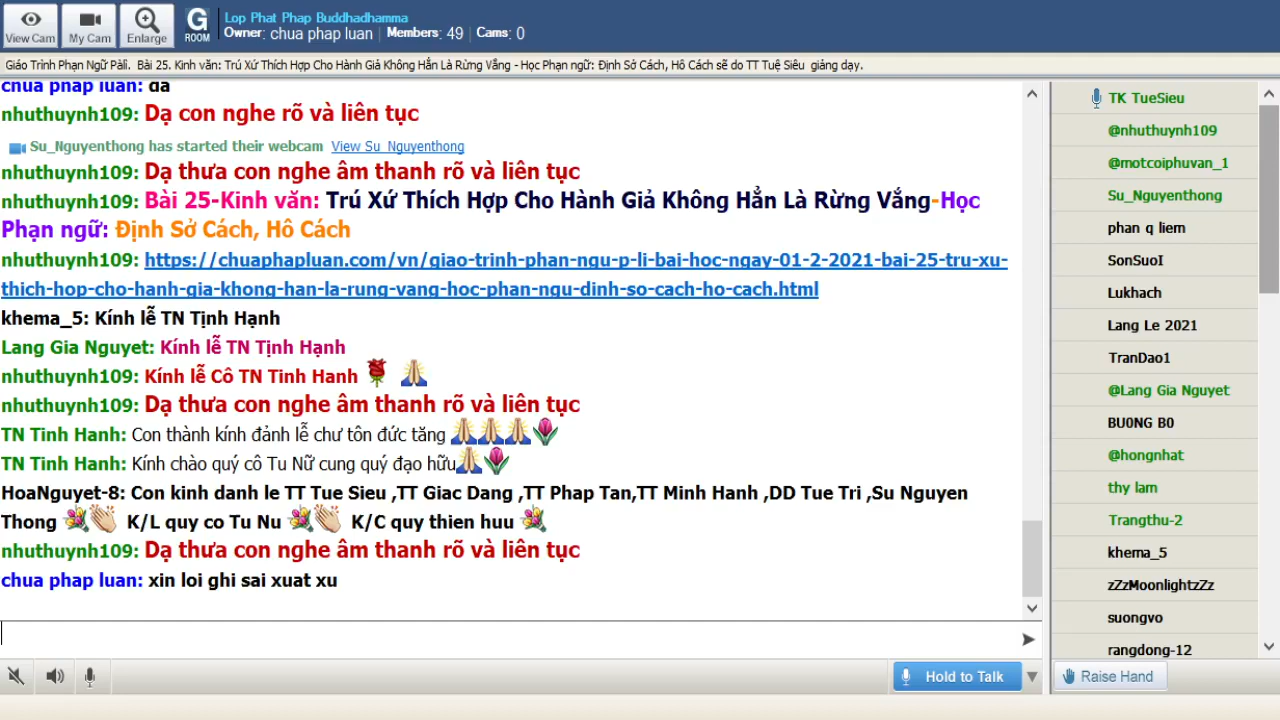 View Cam
My Cam
Enlarge
G
ROOM
Lop Phat Phap Buddhadhamma
Owner: chua phap luan | Members: 49 | Cams: 0
Giáo Trình Phạn Ngữ Pàli. Bài 25. Kinh văn: Trú Xứ Thích Hợp Cho Hành Giả Không Hẳn Là Rừng Vắng - Học Phạn ngữ: Định Sở Cách, Hô Cách sẽ do TT Tuệ Siêu giảng dạy.
chua phap luan: da
nhuthuynh109: Dạ con nghe rõ và liên tục
Su_Nguyenthong has started their webcam View Su_Nguyenthong
nhuthuynh109: Dạ thưa con nghe âm thanh rõ và liên tục
nhuthuynh109: Bài 25-Kinh văn: Trú Xứ Thích Hợp Cho Hành Giả Không Hẳn Là Rừng Vắng-Học
Phạn ngữ: Định Sở Cách, Hô Cách
nhuthuynh109: https://chuaphapluan.com/vn/giao-trinh-phan-ngu-p-li-bai-hoc-ngay-01-2-2021-bai-25-tru-xu-
thich-hop-cho-hanh-gia-khong-han-la-rung-vang-hoc-phan-ngu-dinh-so-cach-ho-cach.html
khema_5: Kính lễ TN Tịnh Hạnh
Lang Gia Nguyet: Kính lễ TN Tịnh Hạnh
nhuthuynh109: Kính lễ Cô TN Tinh Hanh 🌹 🙏
nhuthuynh109: Dạ thưa con nghe âm thanh rõ và liên tục
TN Tinh Hanh: Con thành kính đảnh lễ chư tôn đức tăng 🙏🙏🙏🌷
TN Tinh Hanh: Kính chào quý cô Tu Nữ cung quý đạo hữu🙏🌷
HoaNguyet-8: Con kinh danh le TT Tue Sieu ,TT Giac Dang ,TT Phap Tan,TT Minh Hanh ,DD Tue Tri ,Su Nguyen
Thong 💐👏 K/L quy co Tu Nu 💐👏 K/C quy thien huu 💐
nhuthuynh109: Dạ thưa con nghe âm thanh rõ và liên tục
chua phap luan: xin loi ghi sai xuat xu
Hold to Talk
TK TueSieu
@nhuthuynh109
@motcoiphuvan_1
Su_Nguyenthong
phan q liem
SonSuoI
Lukhach
Lang Le 2021
TranDao1
@Lang Gia Nguyet
BU0NG B0
@hongnhat
thy lam
Trangthu-2
khema_5
zZzMoonlightzZz
suongvo
rangdong-12
Raise Hand